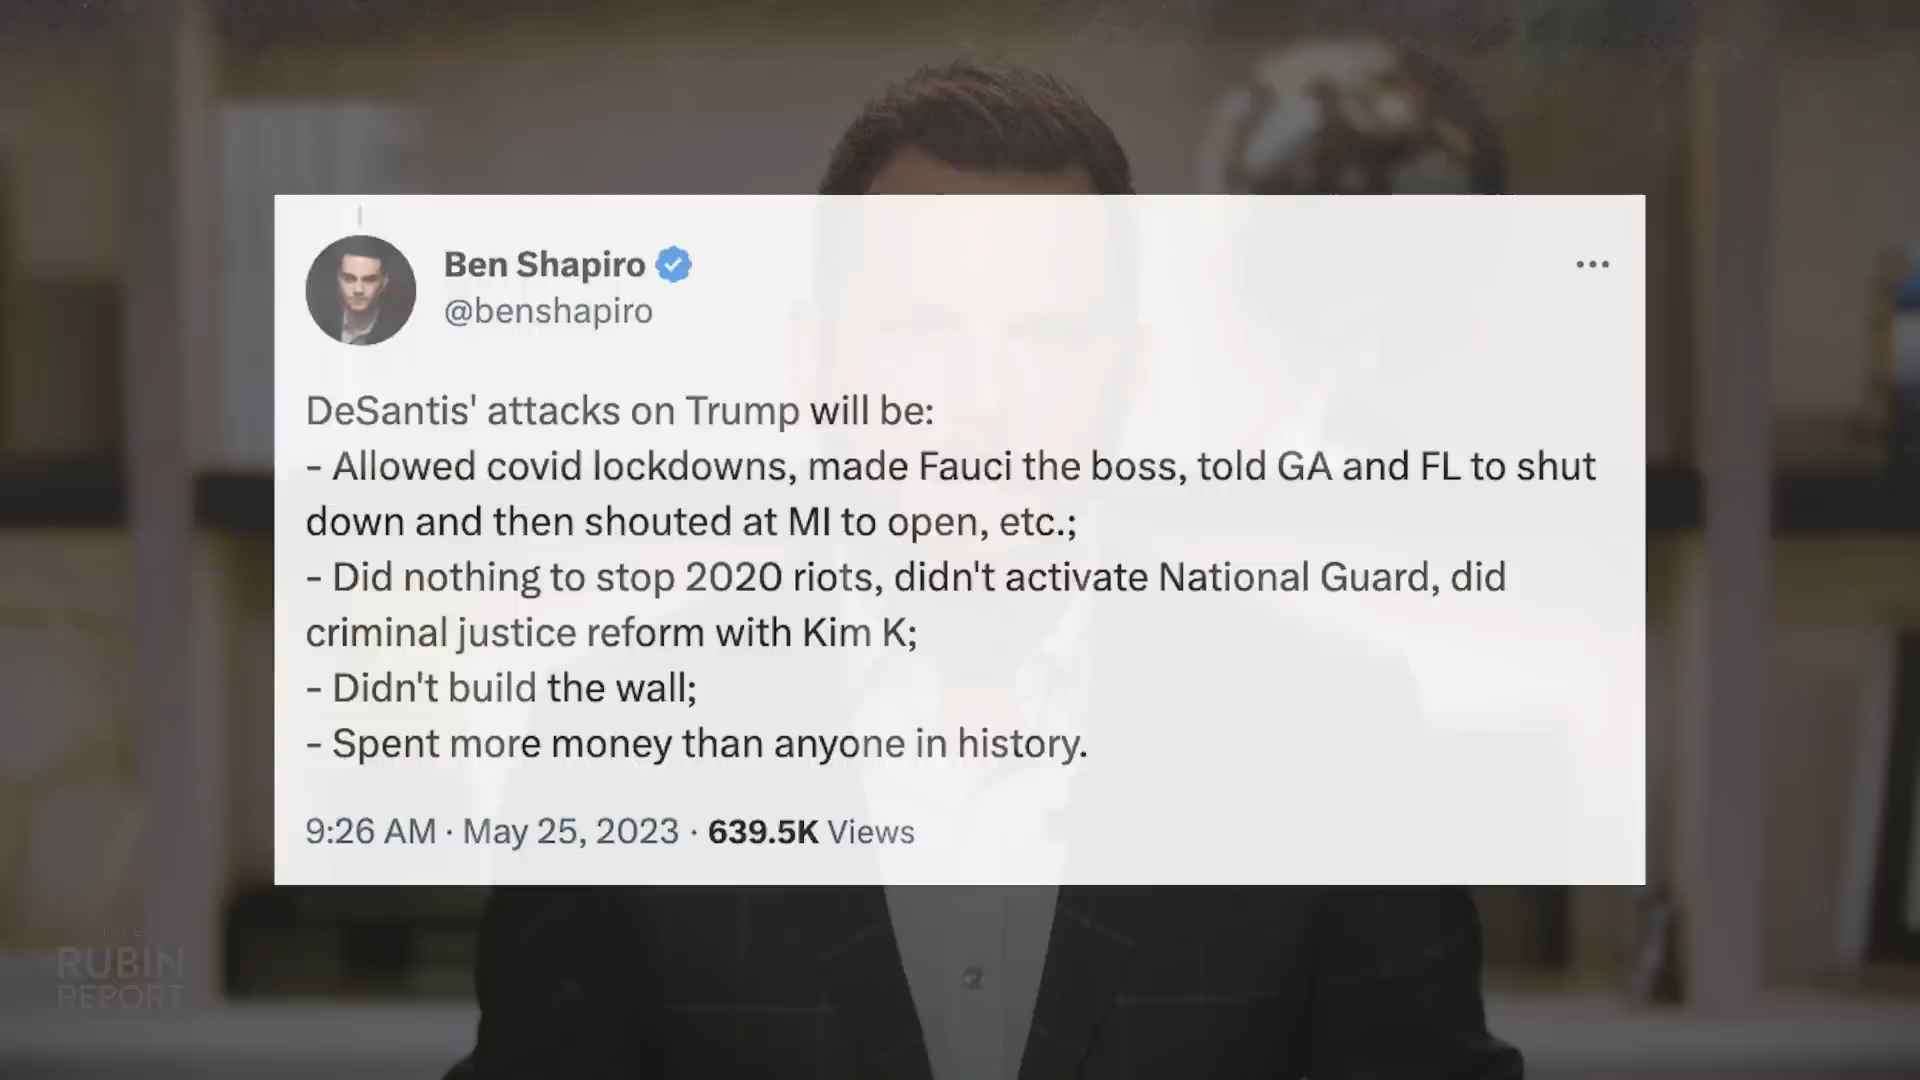 Ben Shapiro
@benshapiro
DeSantis' attacks on Trump will be:
- Allowed covid lockdowns, made Fauci the boss, told GA and FL to shut
down and then shouted at MI to open, etc.;
- Did nothing to stop 2020 riots, didn't activate National Guard, did
criminal justice reform with Kim K;
- Didn't build the wall;
- Spent more money than anyone in history.
9:26 AM · May 25, 2023 · 639.5K Views
THE
RUBIN
REPORT